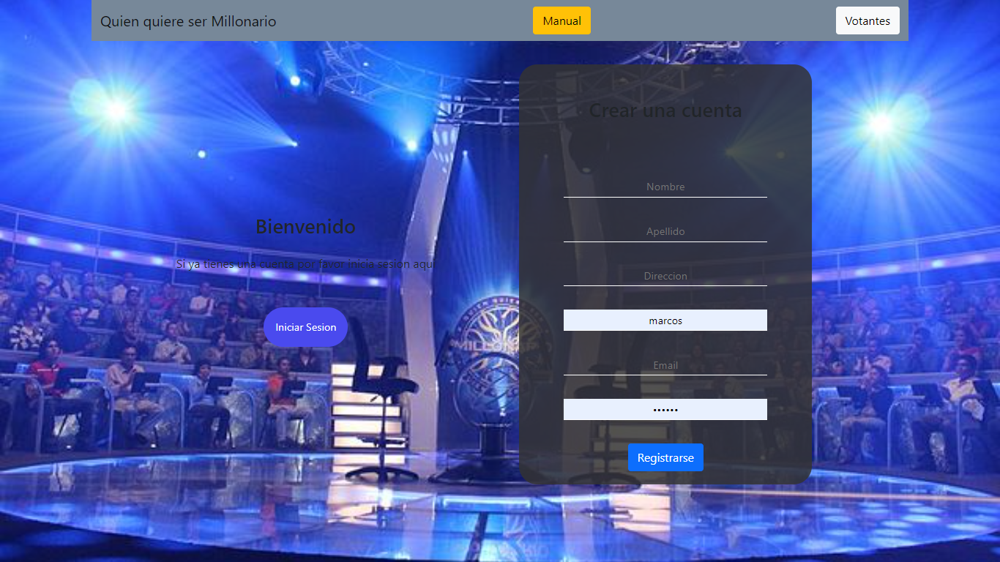 Quien quiere ser Millonario
Manual
Votantes
Bienvenido
Si ya tienes una cuenta por favor inicia sesion aqui
Iniciar Sesion
Crear una cuenta
Nombre
Apellido
Direccion
marcos
Email
••••••
Registrarse